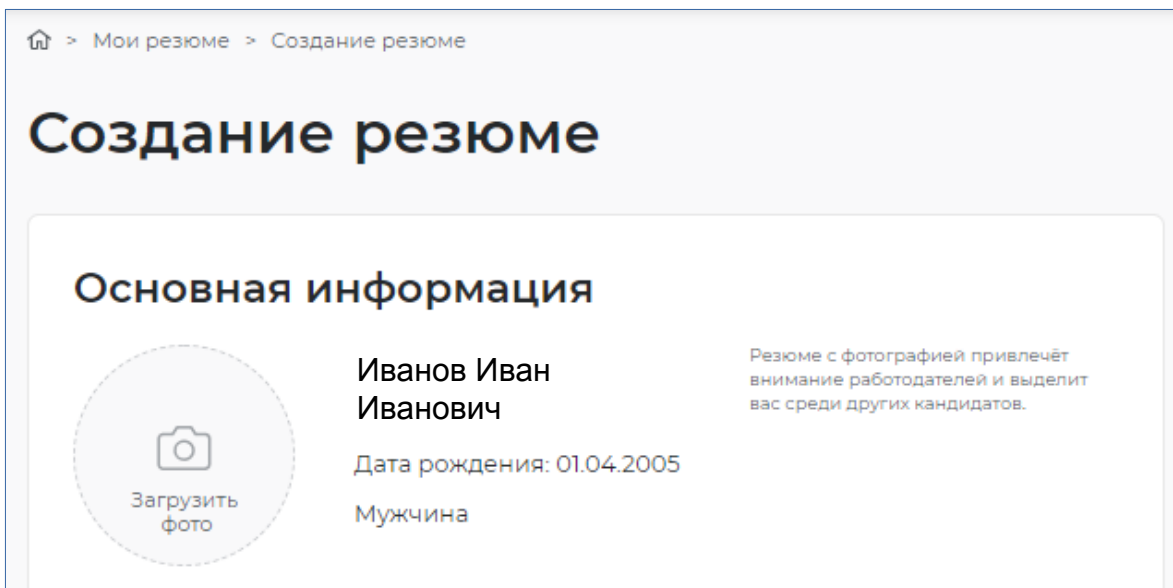 > Мои резюме > Создание резюме
Создание резюме
Основная информация
Загрузить
фото
Иванов Иван
Иванович
Дата рождения: 01.04.2005
Мужчина
Резюме с фотографией привлечёт
внимание работодателей и выделит
вас среди других кандидатов.